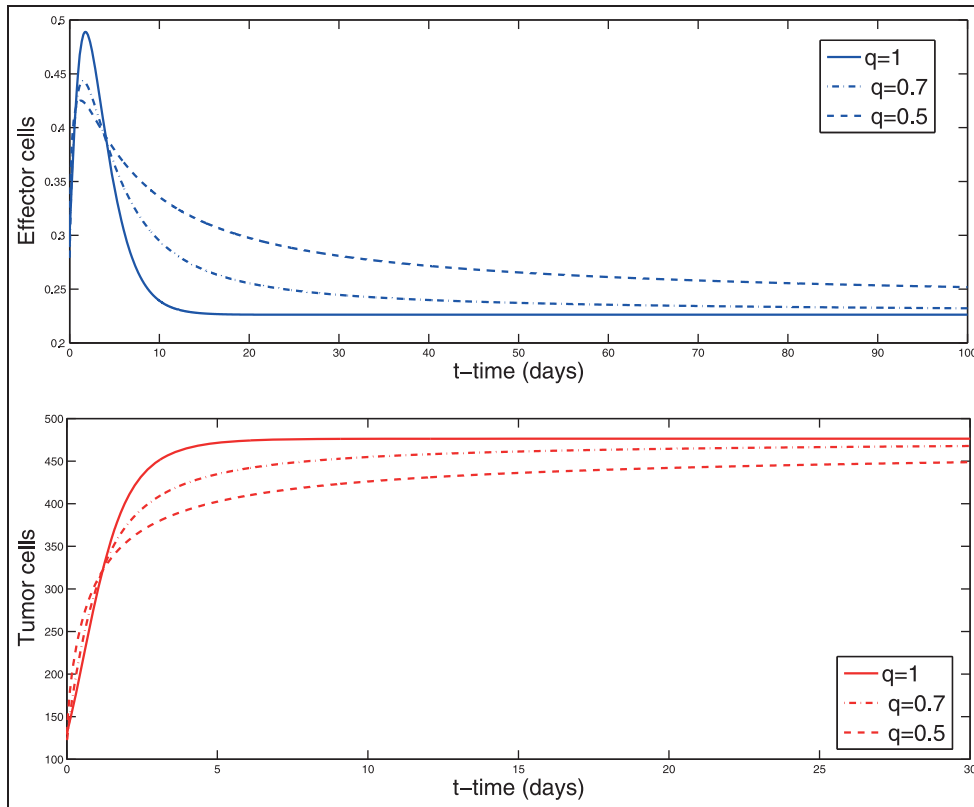 0.5
0.45
0.4
0.35
0.3
0.25
0.2
Effector cells
q=1
q=0.7
q=0.5
0 10 20 30 40 50 60 70 80 90 100
t-time (days)
500
450
400
350
300
250
200
150
100
Tumor cells
q=1
q=0.7
q=0.5
0 5 10 15 20 25 30
t-time (days)